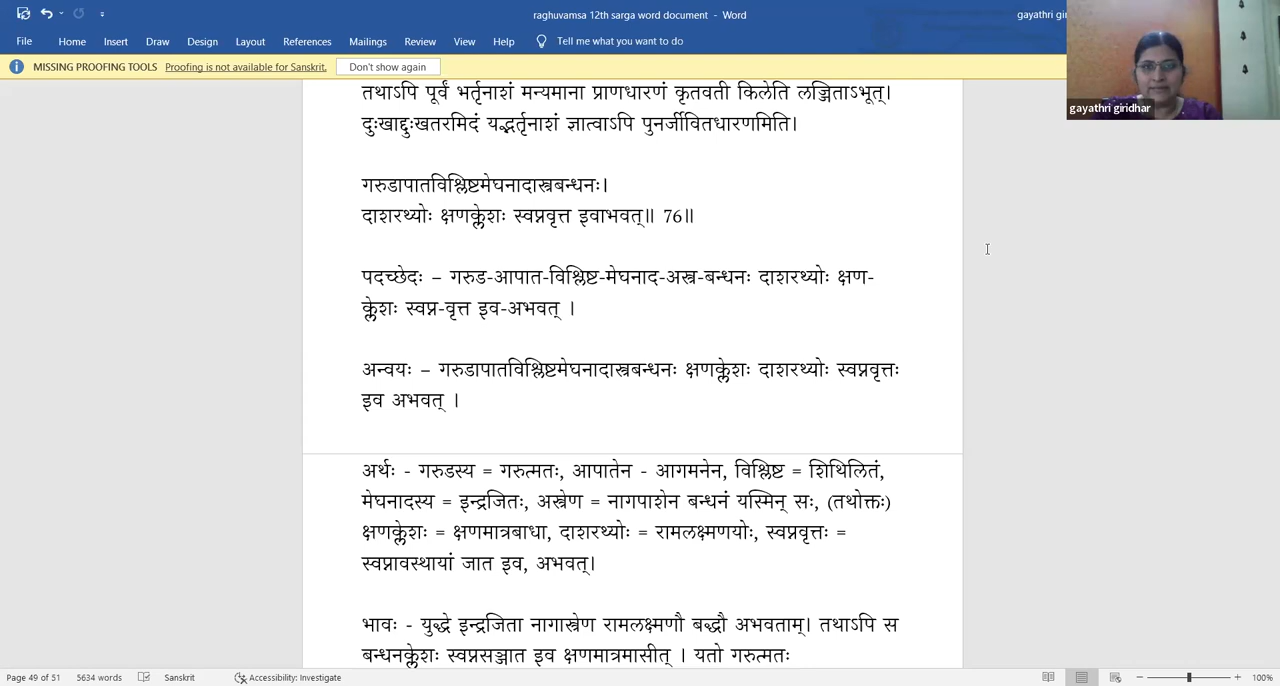 raghuvamsa 12th sarga word document - Word
gayathri giri
File Home Insert Draw Design Layout References Mailings Review View Help Tell me what you want to do
MISSING PROOFING TOOLS Proofing is not available for Sanskrit. Don't show again
gayathri giridhar
तथाऽपि पूर्वं भर्तृनाशं मन्यमाना प्राणधारणं कृतवती किलेति लज्जिताऽभूत्।
दुःखाद्दुःखतरमिदं यद्भर्तृनाशं ज्ञात्वाऽपि पुनर्जीवितधारणमिति।
गरुडापातविश्लिष्टमेघनादास्त्रबन्धनः।
दाशरथ्योः क्षणक्लेशः स्वप्नवृत्त इवाभवत्॥ 76॥
पदच्छेदः – गरुड-आपात-विश्लिष्ट-मेघनाद-अस्त्र-बन्धनः दाशरथ्योः क्षण-
क्लेशः स्वप्न-वृत्त इव-अभवत् ।
अन्वयः – गरुडापातविश्लिष्टमेघनादास्त्रबन्धनः क्षणक्लेशः दाशरथ्योः स्वप्नवृत्तः
इव अभवत् ।
अर्थः - गरुडस्य = गरुत्मतः, आपातेन - आगमनेन, विश्लिष्ट = शिथिलितं,
मेघनादस्य = इन्द्रजितः, अस्त्रेण = नागपाशेन बन्धनं यस्मिन् सः, (तथोक्तः)
क्षणक्लेशः = क्षणमात्रबाधा, दाशरथ्योः = रामलक्ष्मणयोः, स्वप्नवृत्तः =
स्वप्नावस्थायां जात इव, अभवत्।
भावः - युद्धे इन्द्रजिता नागास्त्रेण रामलक्ष्मणौ बद्धौ अभवताम्। तथाऽपि स
बन्धनक्लेशः स्वप्नसञ्जात इव क्षणमात्रमासीत् । यतो गरुत्मतः
Page 49 of 51 5634 words Sanskrit Accessibility: Investigate 100%